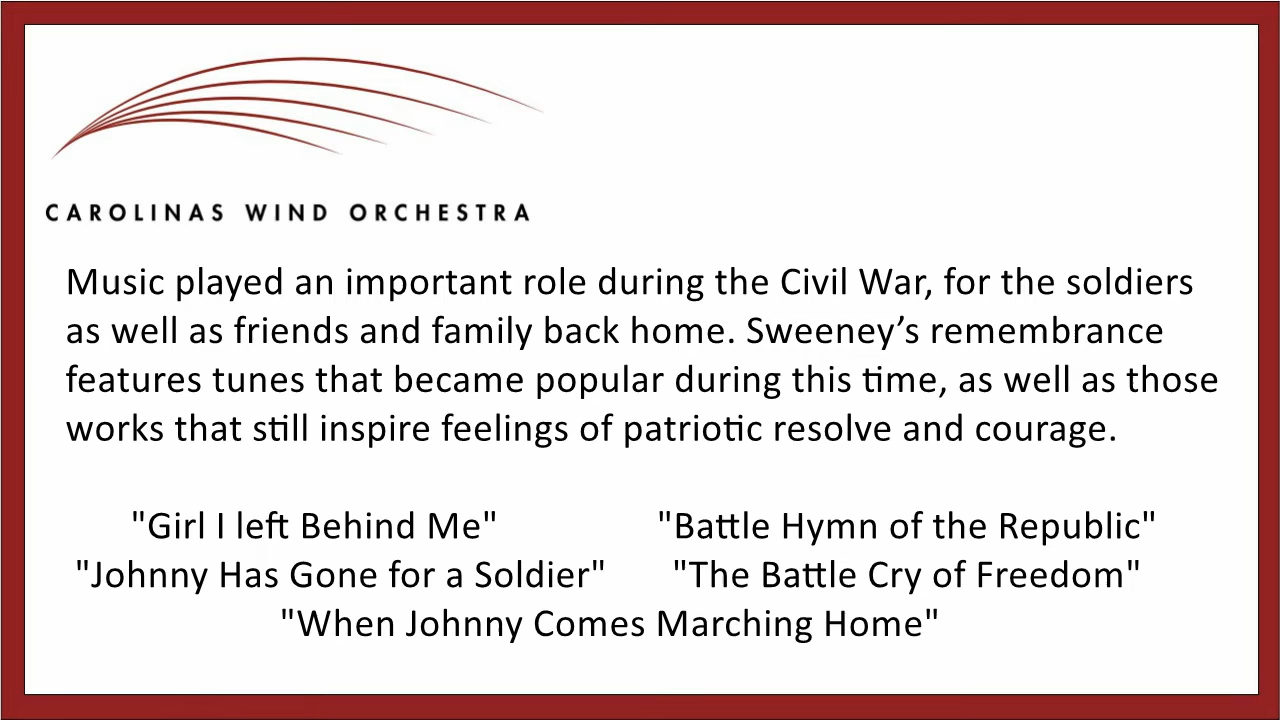 CAROLINAS WIND ORCHESTRA
Music played an important role during the Civil War, for the soldiers
as well as friends and family back home. Sweeney’s remembrance
features tunes that became popular during this time, as well as those
works that still inspire feelings of patriotic resolve and courage.
"Girl I left Behind Me" "Battle Hymn of the Republic"
"Johnny Has Gone for a Soldier" "The Battle Cry of Freedom"
"When Johnny Comes Marching Home"